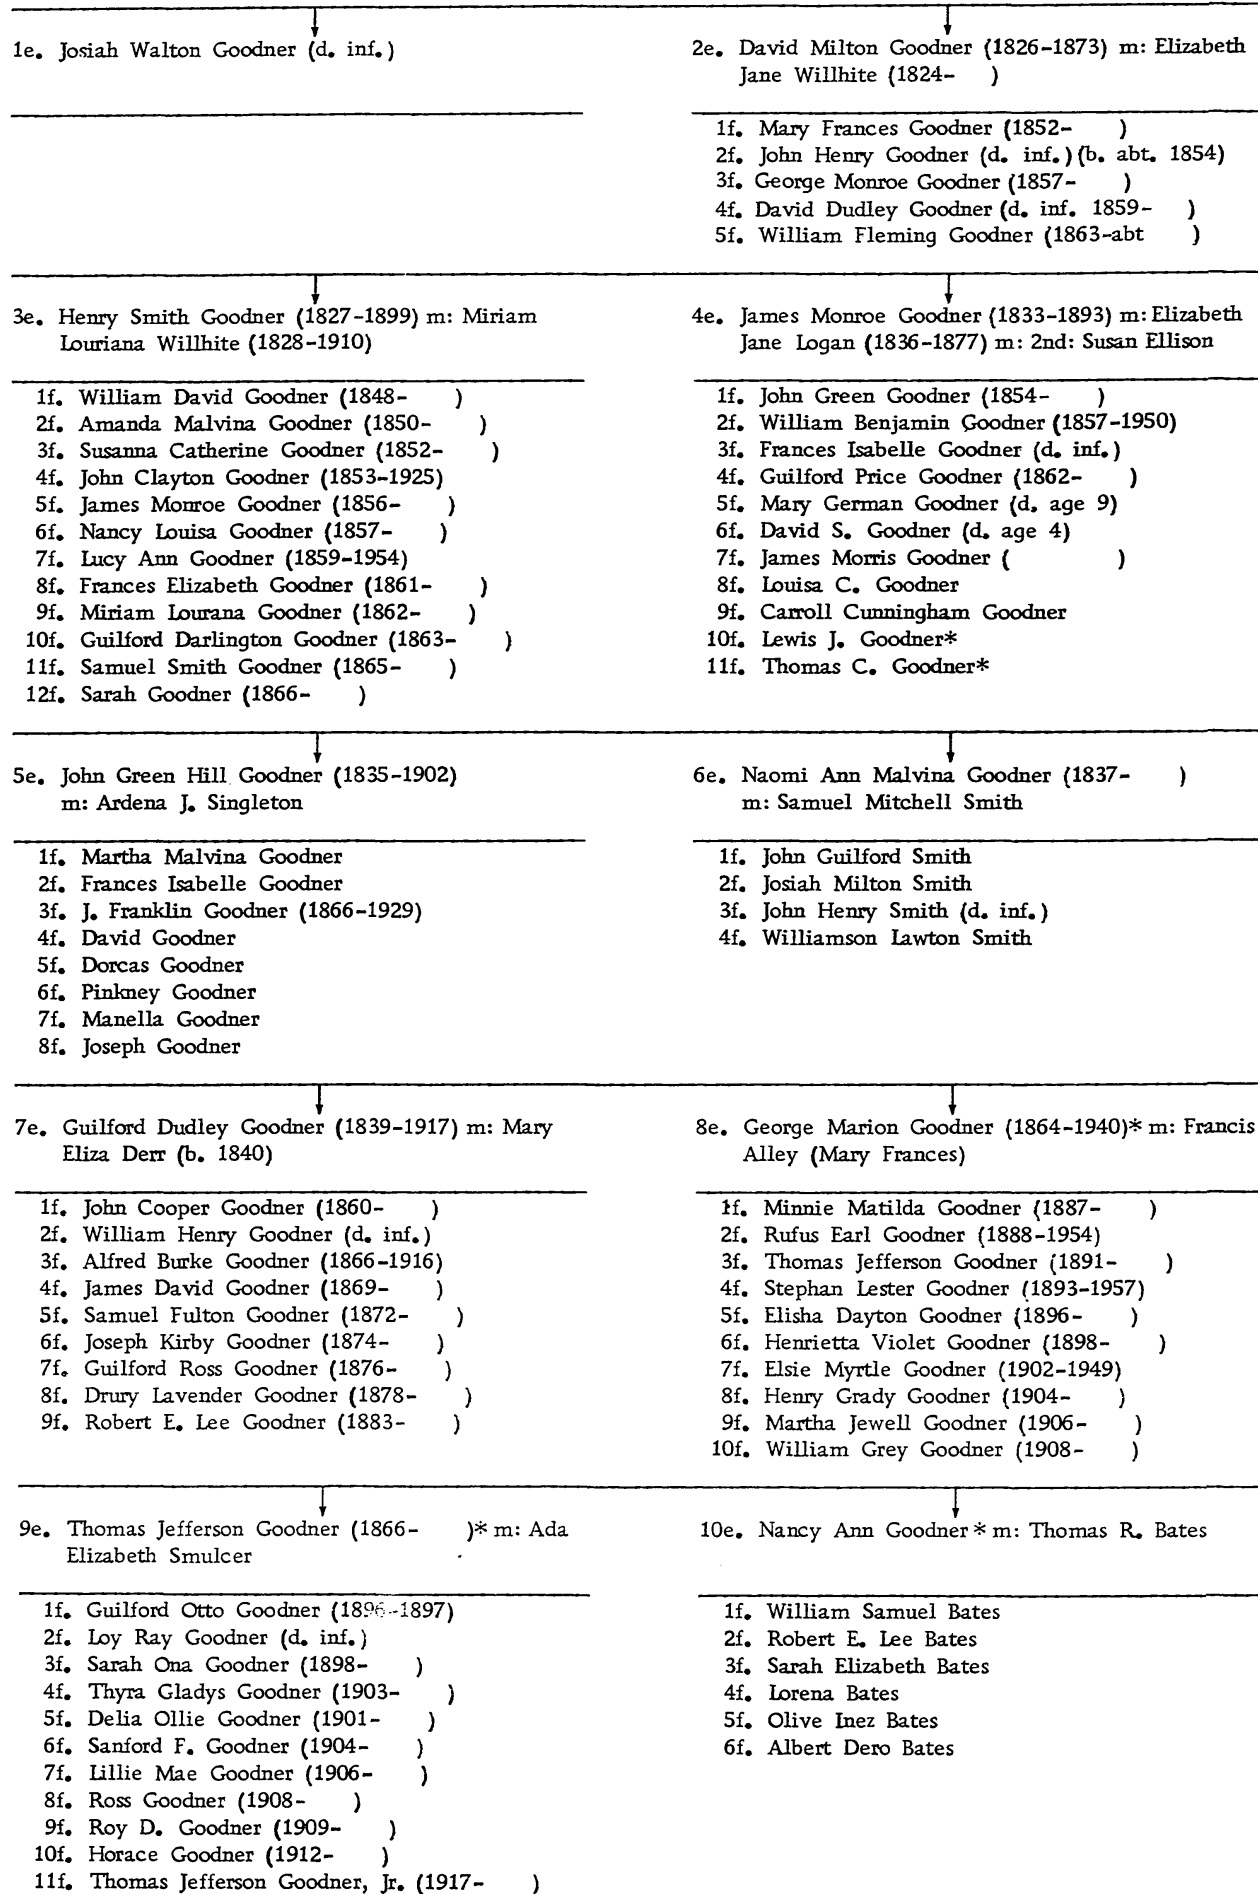 1e. Josiah Walton Goodner (d. inf.)
2e. David Milton Goodner (1826-1873) m: Elizabeth
Jane Willhite (1824- )
1f. Mary Frances Goodner (1852- )
2f. John Henry Goodner (d. inf.) (b. abt. 1854)
3f. George Monroe Goodner (1857- )
4f. David Dudley Goodner (d. inf. 1859- )
5f. William Fleming Goodner (1863-abt )
3e. Henry Smith Goodner (1827-1899) m: Miriam
Louriana Willhite (1828-1910)
1f. William David Goodner (1848- )
2f. Amanda Malvina Goodner (1850- )
3f. Susanna Catherine Goodner (1852- )
4f. John Clayton Goodner (1853-1925)
5f. James Monroe Goodner (1856- )
6f. Nancy Louisa Goodner (1857- )
7f. Lucy Ann Goodner (1859-1954)
8f. Frances Elizabeth Goodner (1861- )
9f. Miriam Lourana Goodner (1862- )
10f. Guilford Darlington Goodner (1863- )
11f. Samuel Smith Goodner (1865- )
12f. Sarah Goodner (1866- )
4e. James Monroe Goodner (1833-1893) m: Elizabeth
Jane Logan (1836-1877) m: 2nd: Susan Ellison
1f. John Green Goodner (1854- )
2f. William Benjamin Goodner (1857-1950)
3f. Frances Isabelle Goodner (d. inf.)
4f. Guilford Price Goodner (1862- )
5f. Mary German Goodner (d. age 9)
6f. David S. Goodner (d. age 4)
7f. James Morris Goodner ( )
8f. Louisa C. Goodner
9f. Carroll Cunningham Goodner
10f. Lewis J. Goodner*
11f. Thomas C. Goodner*
5e. John Green Hill Goodner (1835-1902)
m: Ardena J. Singleton
1f. Martha Malvina Goodner
2f. Frances Isabelle Goodner
3f. J. Franklin Goodner (1866-1929)
4f. David Goodner
5f. Dorcas Goodner
6f. Pinkney Goodner
7f. Manella Goodner
8f. Joseph Goodner
6e. Naomi Ann Malvina Goodner (1837- )
m: Samuel Mitchell Smith
1f. John Guilford Smith
2f. Josiah Milton Smith
3f. John Henry Smith (d. inf.)
4f. Williamson Lawton Smith
7e. Guilford Dudley Goodner (1839-1917) m: Mary
Eliza Derr (b. 1840)
1f. John Cooper Goodner (1860- )
2f. William Henry Goodner (d. inf.)
3f. Alfred Burke Goodner (1866-1916)
4f. James David Goodner (1869- )
5f. Samuel Fulton Goodner (1872- )
6f. Joseph Kirby Goodner (1874- )
7f. Guilford Ross Goodner (1876- )
8f. Drury Lavender Goodner (1878- )
9f. Robert E. Lee Goodner (1883- )
8e. George Marion Goodner (1864-1940)* m: Francis
Alley (Mary Frances)
1f. Minnie Matilda Goodner (1887- )
2f. Rufus Earl Goodner (1888-1954)
3f. Thomas Jefferson Goodner (1891- )
4f. Stephan Lester Goodner (1893-1957)
5f. Elisha Dayton Goodner (1896- )
6f. Henrietta Violet Goodner (1898- )
7f. Elsie Myrtle Goodner (1902-1949)
8f. Henry Grady Goodner (1904- )
9f. Martha Jewell Goodner (1906- )
10f. William Grey Goodner (1908- )
9e. Thomas Jefferson Goodner (1866- )* m: Ada
Elizabeth Smulcer
1f. Guilford Otto Goodner (1896-1897)
2f. Loy Ray Goodner (d. inf.)
3f. Sarah Ona Goodner (1898- )
4f. Thyra Gladys Goodner (1903- )
5f. Delia Ollie Goodner (1901- )
6f. Sanford F. Goodner (1904- )
7f. Lillie Mae Goodner (1906- )
8f. Ross Goodner (1908- )
9f. Roy D. Goodner (1909- )
10f. Horace Goodner (1912- )
11f. Thomas Jefferson Goodner, Jr. (1917- )
10e. Nancy Ann Goodner * m: Thomas R. Bates
1f. William Samuel Bates
2f. Robert E. Lee Bates
3f. Sarah Elizabeth Bates
4f. Lorena Bates
5f. Olive Inez Bates
6f. Albert Dero Bates